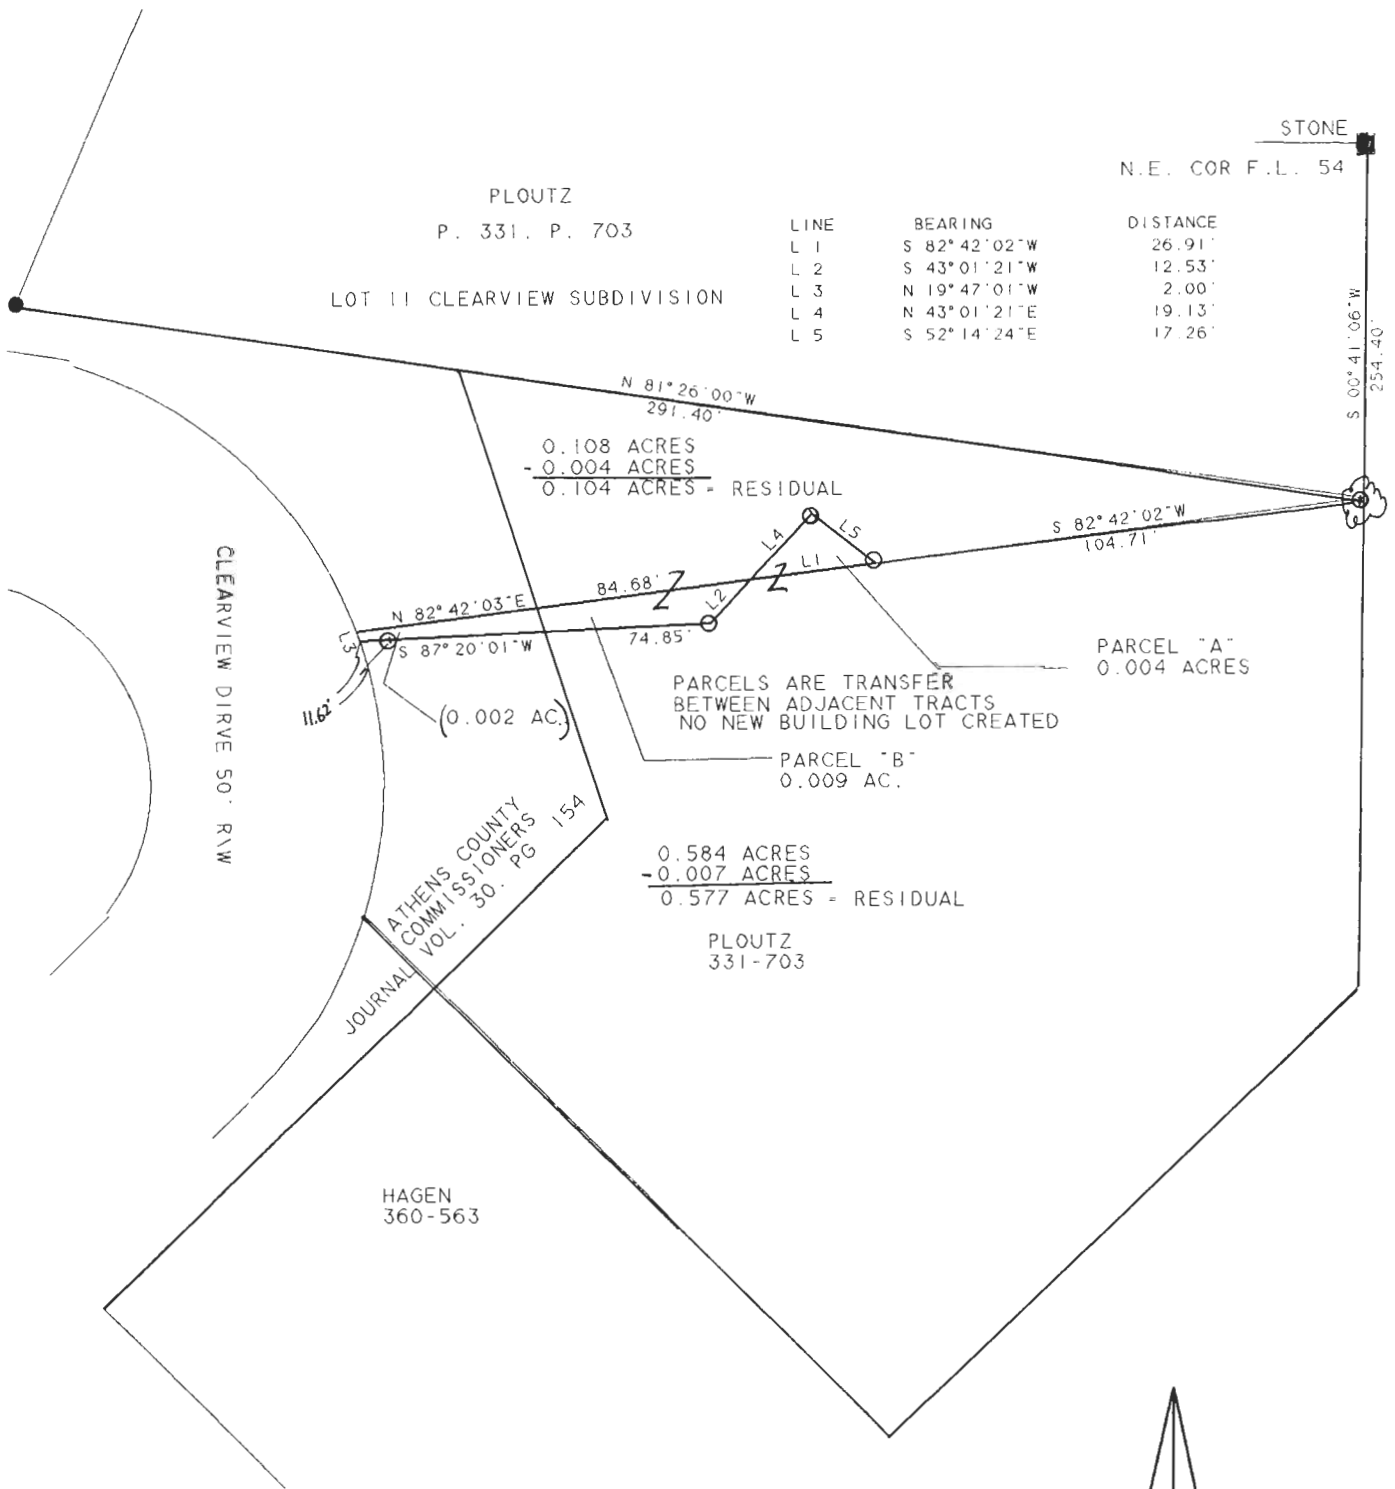 STONE
N.E. COR F.L. 54
PLOUTZ
P. 331. P. 703
LOT 11 CLEARVIEW SUBDIVISION
LINE BEARING DISTANCE
L 1 S 82° 42' 02" W 26.91'
L 2 S 43° 01' 21" W 12.53'
L 3 N 19° 47' 01" W 2.00'
L 4 N 43° 01' 21" E 19.13'
L 5 S 52° 14' 24" E 17.26'
S 00° 41' 06" W
254.40'
N 81° 26' 00" W
291.40'
0.108 ACRES
- 0.004 ACRES
0.104 ACRES = RESIDUAL
S 82° 42' 02" W
104.71'
L4
L5
L1
L2
84.68'
N 82° 42' 03" E
L3
S 87° 20' 01" W
74.85'
11.62'
(0.002 AC.)
CLEARVIEW DIRVE 50' R\W
PARCEL "A"
0.004 ACRES
PARCELS ARE TRANSFER
BETWEEN ADJACENT TRACTS
NO NEW BUILDING LOT CREATED
PARCEL "B"
0.009 AC.
ATHENS COUNTY
COMMISSIONERS
JOURNAL VOL. 30. PG 154
0.584 ACRES
- 0.007 ACRES
0.577 ACRES = RESIDUAL
PLOUTZ
331-703
HAGEN
360-563